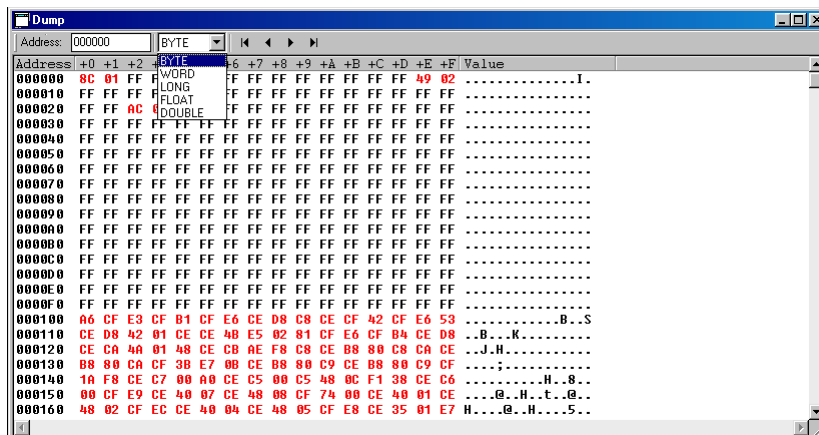 Dump
Address: 000000 BYTE
Address +0 +1 +2 +6 +7 +8 +9 +A +B +C +D +E +F Value
BYTE
WORD
LONG
FLOAT
DOUBLE
000000 8C 01 FF FF FF FF FF FF FF FF FF 49 02 ..............I.
000010 FF FF FF FF FF FF FF FF FF FF FF FF FF ................
000020 FF FF AC FF FF FF FF FF FF FF FF FF FF ................
000030 FF FF FF FF FF FF FF FF FF FF FF FF FF FF FF FF ................
000040 FF FF FF FF FF FF FF FF FF FF FF FF FF FF FF FF ................
000050 FF FF FF FF FF FF FF FF FF FF FF FF FF FF FF FF ................
000060 FF FF FF FF FF FF FF FF FF FF FF FF FF FF FF FF ................
000070 FF FF FF FF FF FF FF FF FF FF FF FF FF FF FF FF ................
000080 FF FF FF FF FF FF FF FF FF FF FF FF FF FF FF FF ................
000090 FF FF FF FF FF FF FF FF FF FF FF FF FF FF FF FF ................
0000A0 FF FF FF FF FF FF FF FF FF FF FF FF FF FF FF FF ................
0000B0 FF FF FF FF FF FF FF FF FF FF FF FF FF FF FF FF ................
0000C0 FF FF FF FF FF FF FF FF FF FF FF FF FF FF FF FF ................
0000D0 FF FF FF FF FF FF FF FF FF FF FF FF FF FF FF FF ................
0000E0 FF FF FF FF FF FF FF FF FF FF FF FF FF FF FF FF ................
0000F0 FF FF FF FF FF FF FF FF FF FF FF FF FF FF FF FF ................
000100 A6 CF E3 CF B1 CF E6 CE D8 C8 CE CF 42 CF E6 53 ............B..S
000110 CE D8 42 01 CE CE 4B E5 02 81 CF E6 CF B4 CE D8 ..B...K.........
000120 CE CA 4A 01 48 CE CB AE F8 C8 CE B8 80 C8 CA CE ..J.H...........
000130 B8 80 CA CF 3B E7 0B CE B8 80 C9 CE B8 80 C9 CF ....;...........
000140 1A F8 CE C7 00 A0 CE C5 00 C5 48 0C F1 38 CE C6 ..........H..8..
000150 00 CF E9 CE 40 07 CE 48 08 CF 74 00 CE 40 01 CE ....@..H..t..@..
000160 48 02 CF EC CE 40 04 CE 48 05 CF E8 CE 35 01 E7 H....@..H....5..